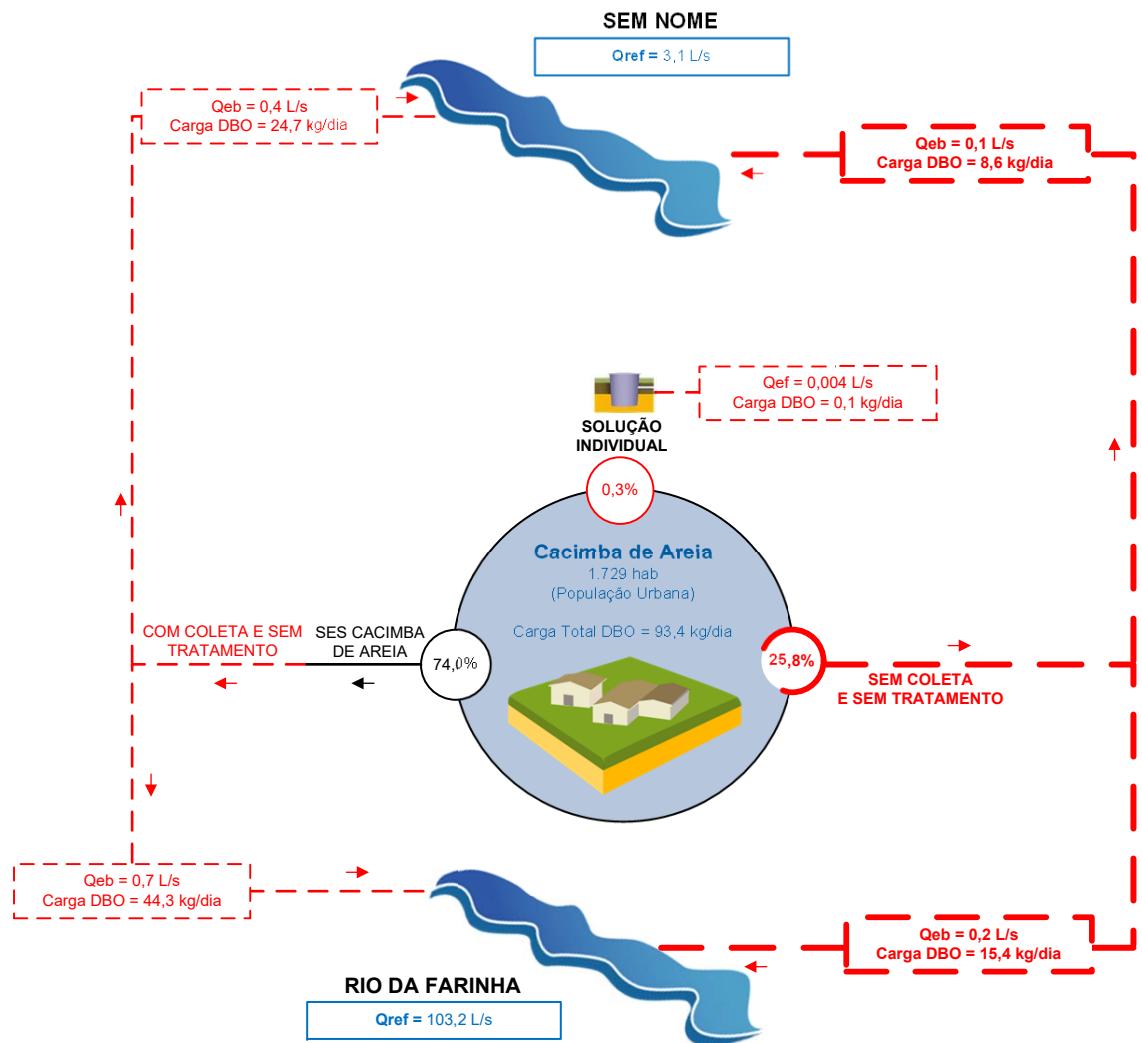 SEM NOME
Qref = 3,1 L/s
Qeb = 0,4 L/s
Carga DBO = 24,7 kg/dia
Qeb = 0,1 L/s
Carga DBO = 8,6 kg/dia
Qef = 0,004 L/s
Carga DBO = 0,1 kg/dia
SOLUÇÃO
INDIVIDUAL
0,3%
Cacimba de Areia
1.729 hab
(População Urbana)
Carga Total DBO = 93,4 kg/dia
COM COLETA E SEM
TRATAMENTO
SES CACIMBA
DE AREIA
74,0%
25,8%
SEM COLETA
E SEM TRATAMENTO
Qeb = 0,7 L/s
Carga DBO = 44,3 kg/dia
Qeb = 0,2 L/s
Carga DBO = 15,4 kg/dia
RIO DA FARINHA
Qref = 103,2 L/s